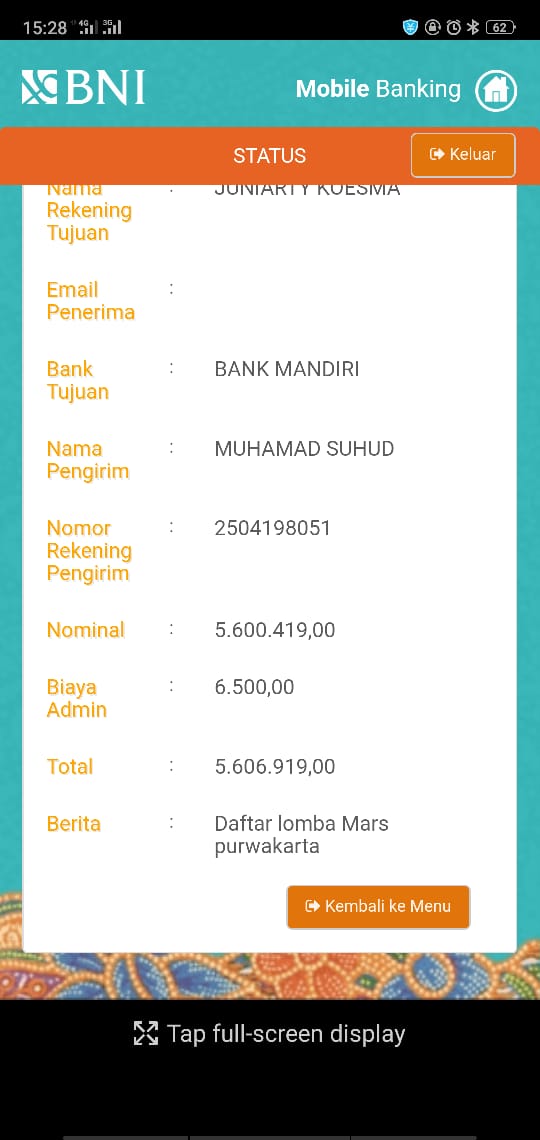 15:28 4G 3G 62
BNI Mobile Banking
STATUS Keluar
Nama : JUNIARTY KOESMA
Rekening
Tujuan
Email :
Penerima
Bank : BANK MANDIRI
Tujuan
Nama : MUHAMAD SUHUD
Pengirim
Nomor : 2504198051
Rekening
Pengirim
Nominal : 5.600.419,00
Biaya : 6.500,00
Admin
Total : 5.606.919,00
Berita : Daftar lomba Mars
purwakarta
Kembali ke Menu
Tap full-screen display